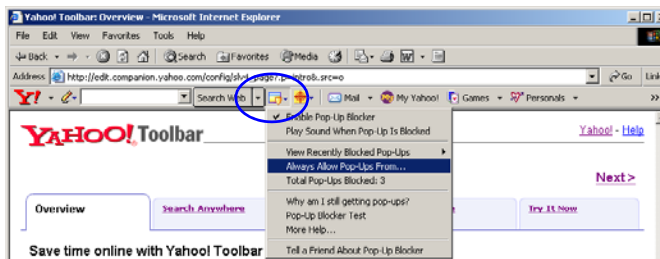 Yahoo! Toolbar: Overview - Microsoft Internet Explorer
File Edit View Favorites Tools Help
Back Search Favorites Media
Address http://edit.companion.yahoo.com/config/slv4_page?.p=intro&.src=o Go Link
Y! Search Web Mail My Yahoo! Games Personals
Enable Pop-Up Blocker
Play Sound When Pop-Up Is Blocked
YAHOO! Toolbar
Yahoo! - Help
View Recently Blocked Pop-Ups
Always Allow Pop-Ups From...
Total Pop-Ups Blocked: 3
Next >
Why am I still getting pop-ups?
Pop-Up Blocker Test
More Help...
Overview Search Anywhere Try It Now
Save time online with Yahoo! Toolbar
Tell a Friend About Pop-Up Blocker